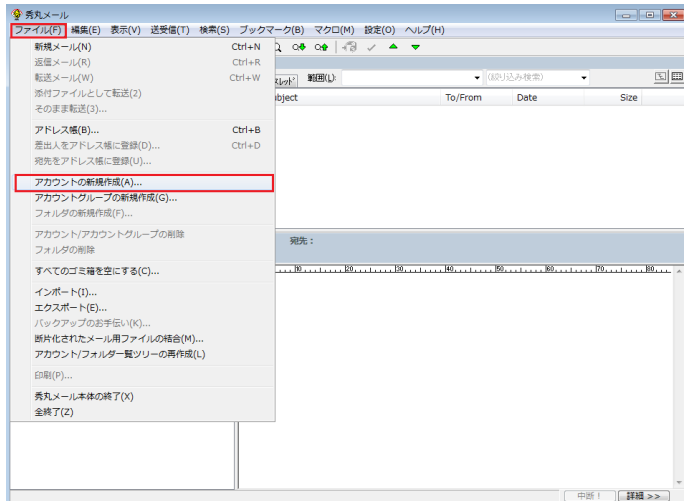 秀丸メール
ファイル(F) 編集(E) 表示(V) 送受信(T) 検索(S) ブックマーク(B) マクロ(M) 設定(O) ヘルプ(H)
新規メール(N) Ctrl+N
返信メール(R) Ctrl+R
転送メール(W) Ctrl+W
添付ファイルとして転送(2)
そのまま転送(3)...
アドレス帳(B)... Ctrl+B
差出人をアドレス帳に登録(D)... Ctrl+D
宛先をアドレス帳に登録(U)...
アカウントの新規作成(A)...
アカウントグループの新規作成(G)...
フォルダの新規作成(F)...
アカウント/アカウントグループの削除
フォルダの削除
すべてのゴミ箱を空にする(C)...
インポート(I)...
エクスポート(E)...
バックアップのお手伝い(K)...
断片化されたメール用ファイルの結合(M)...
アカウント/フォルダ一覧ツリーの再作成(L)
印刷(P)...
秀丸メール本体の終了(X)
全終了(Z)
スレッド 範囲(L): (絞り込み検索)
bject To/From Date Size
宛先：
10 20 30 40 50 60 70 80
中断！ 詳細 >>